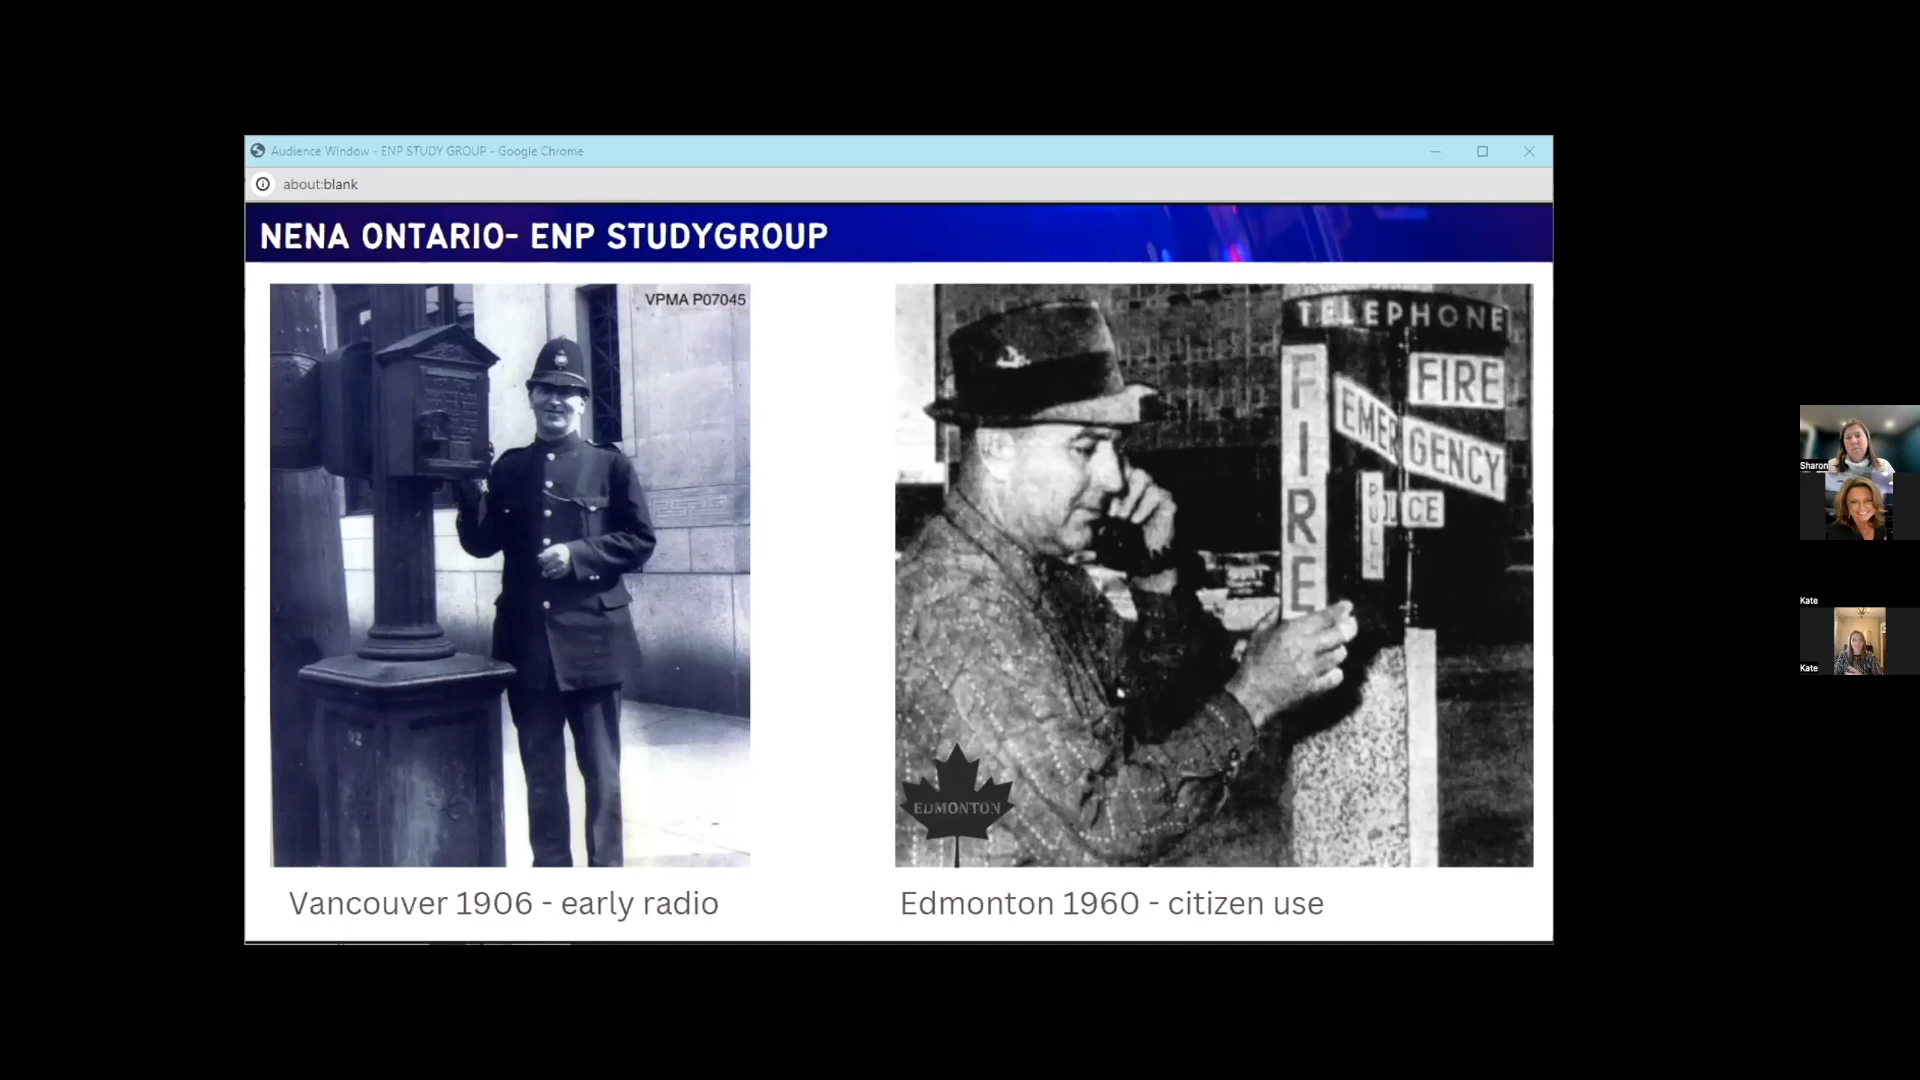 Audience Window - ENP STUDY GROUP - Google Chrome
about:blank
NENA ONTARIO- ENP STUDYGROUP
VPMA P07045
TELEPHONE
FIRE
FIRE
EMERGENCY
POLICE
PULL
EDMONTON
Vancouver 1906 - early radio
Edmonton 1960 - citizen use
Sharon
Kate
Kate